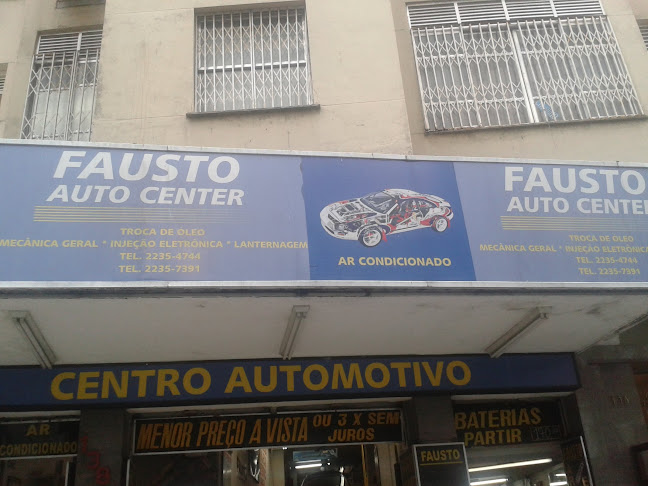 FAUSTO
AUTO CENTER
TROCA DE ÓLEO
MECÂNICA GERAL * INJEÇÃO ELETRÔNICA * LANTERNAGEM
TEL. 2235-4744
TEL. 2235-7391
AR CONDICIONADO
FAUSTO
AUTO CENTER
TROCA DE ÓLEO
MECÂNICA GERAL * INJEÇÃO ELETRÔNICA
TEL. 2235-4744
TEL. 2235-7391
CENTRO AUTOMOTIVO
AR
CONDICIONADO
MENOR PREÇO A VISTA OU 3 X SEM
JUROS
BATERIAS
PARTIR
FAUSTO